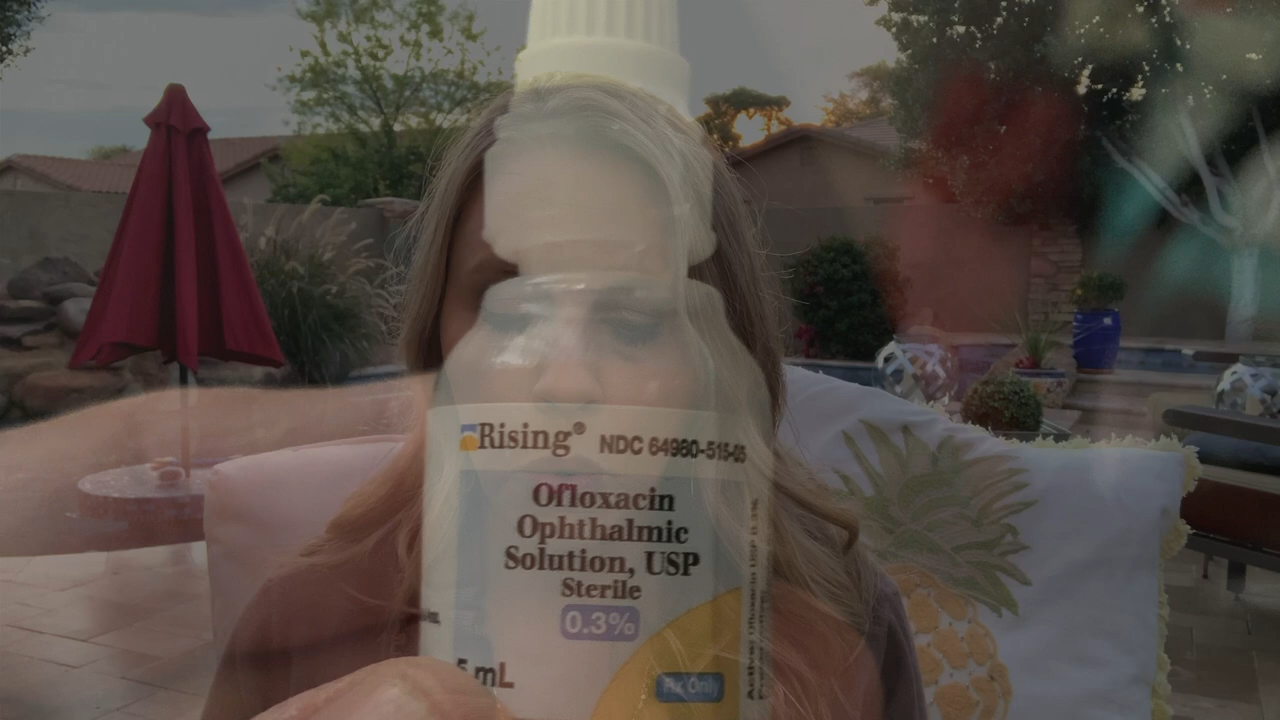 Rising® NDC 64980-515-05
Ofloxacin
Ophthalmic
Solution, USP
Sterile
0.3%
5 mL
Rx Only